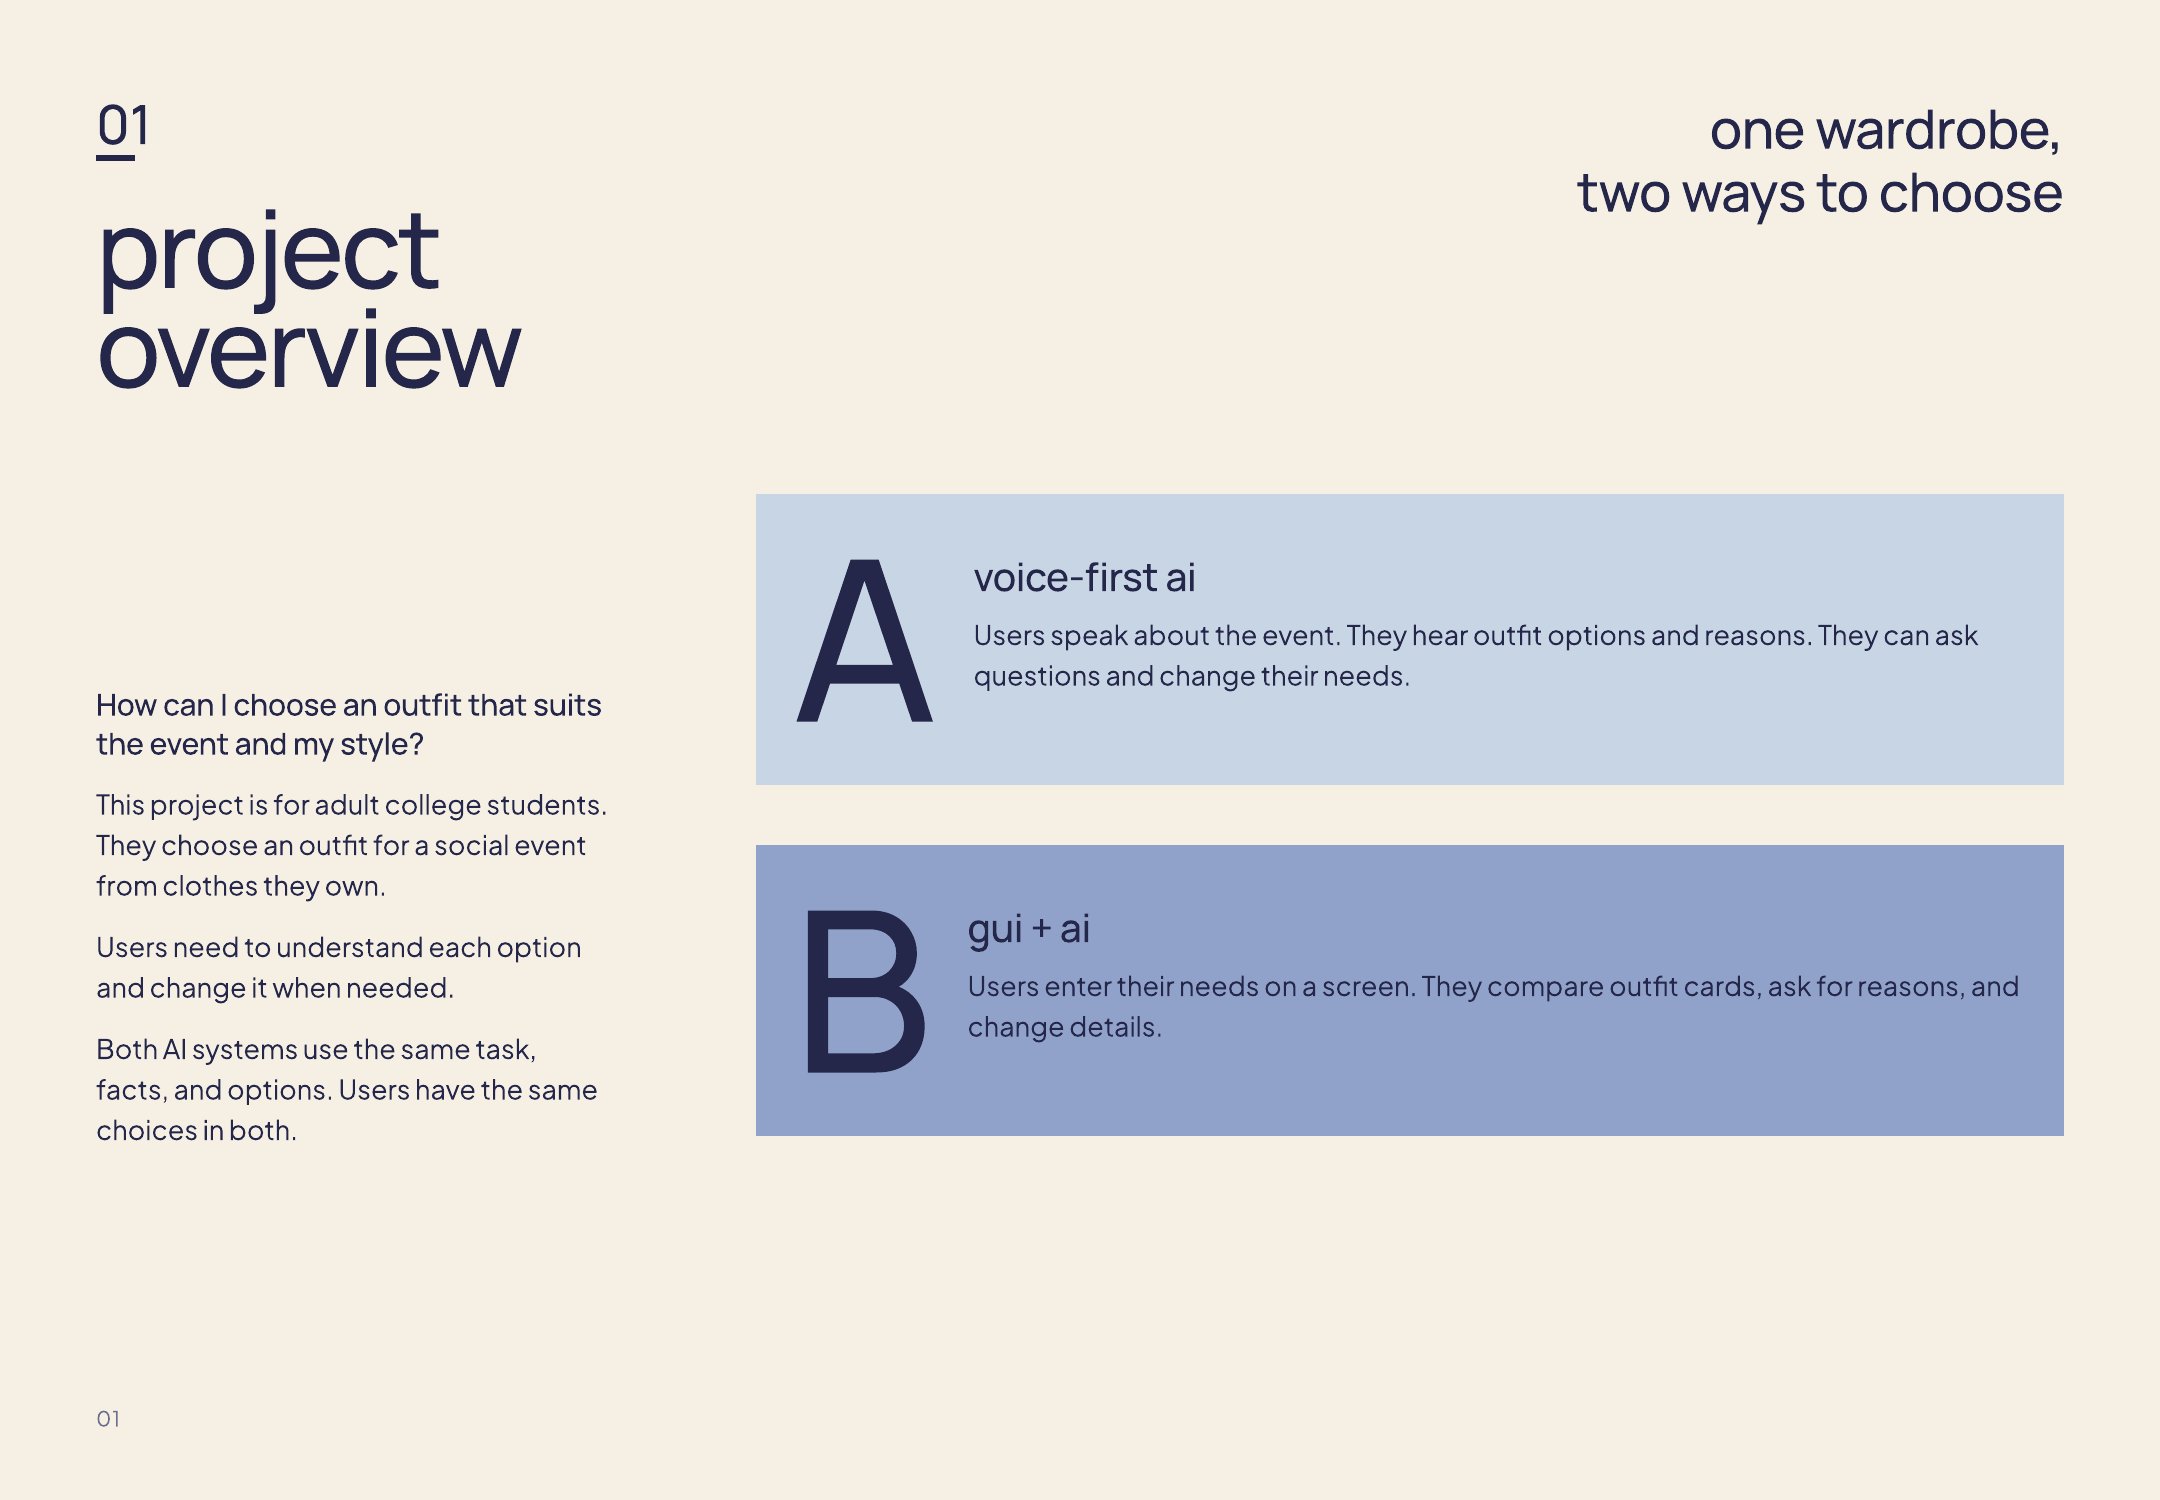 01
project
overview
one wardrobe,
two ways to choose
How can I choose an outfit that suits
the event and my style?
This project is for adult college students.
They choose an outfit for a social event
from clothes they own.
Users need to understand each option
and change it when needed.
Both AI systems use the same task,
facts, and options. Users have the same
choices in both.
A
voice-first ai
Users speak about the event. They hear outfit options and reasons. They can ask
questions and change their needs.
B
gui + ai
Users enter their needs on a screen. They compare outfit cards, ask for reasons, and
change details.
01